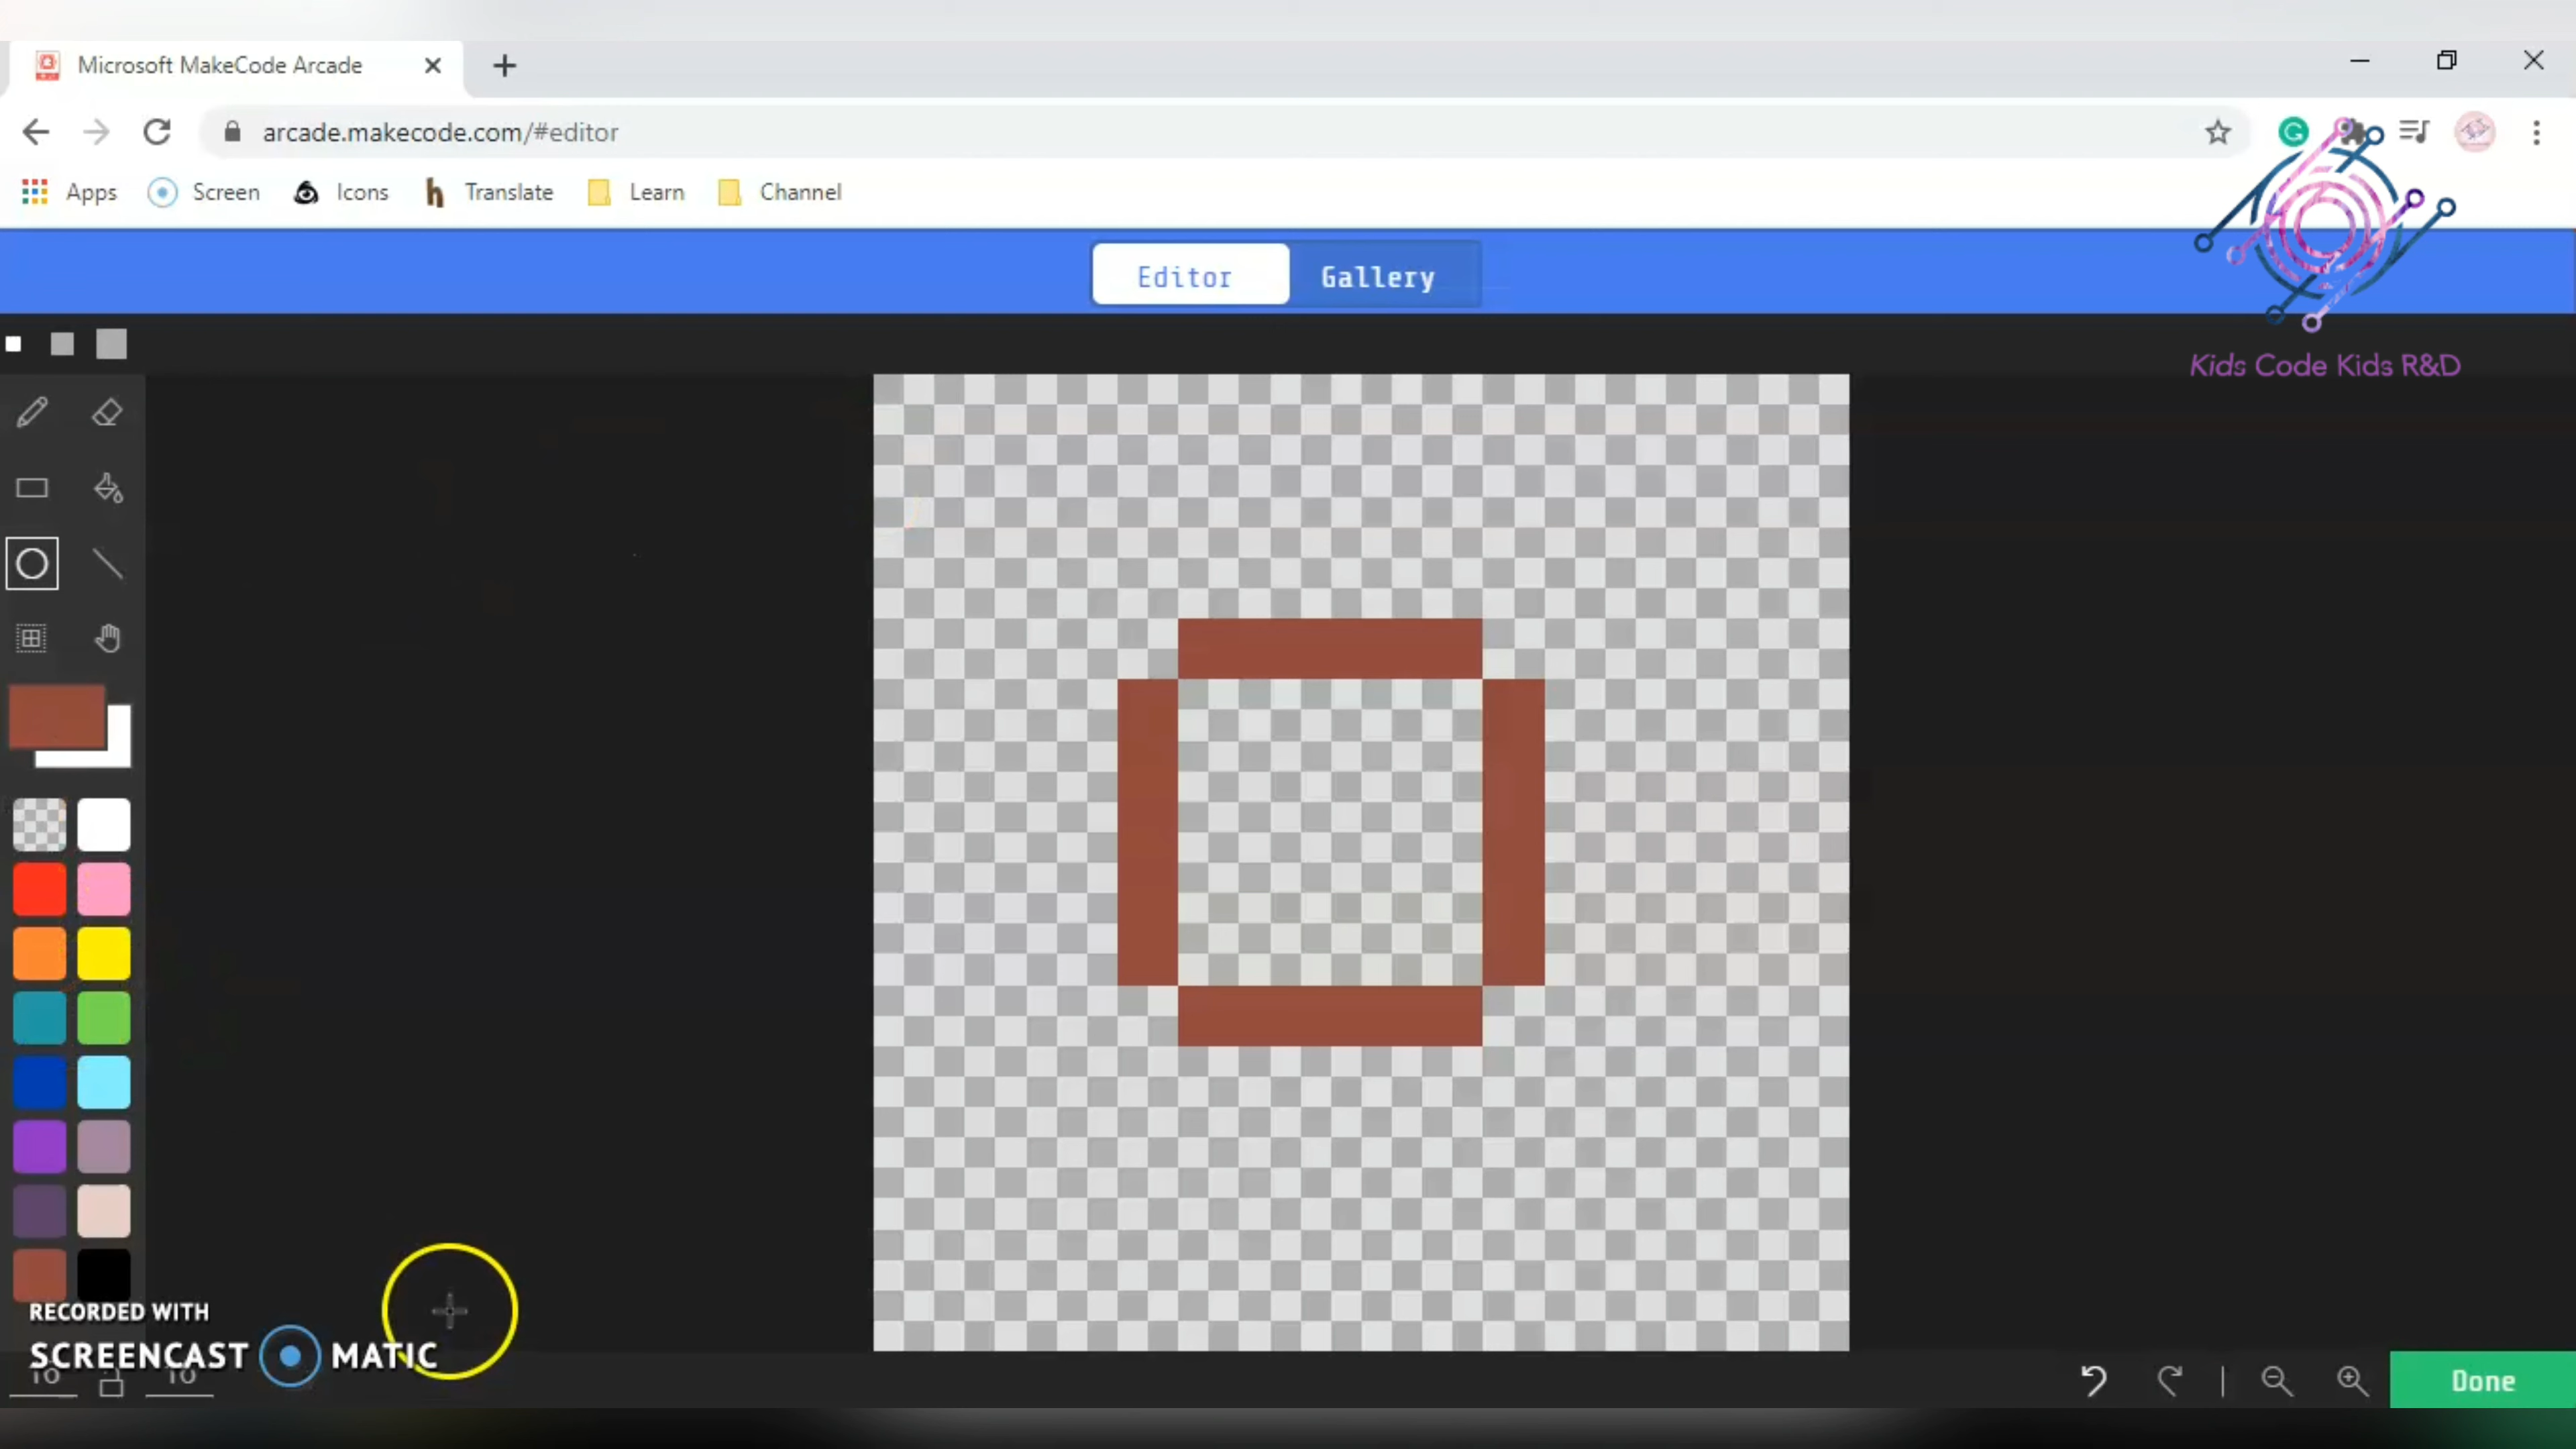 Microsoft MakeCode Arcade
arcade.makecode.com/#editor
Apps Screen Icons Translate Learn Channel
Editor Gallery
Kids Code Kids R&D
RECORDED WITH
SCREENCAST MATIC
Done